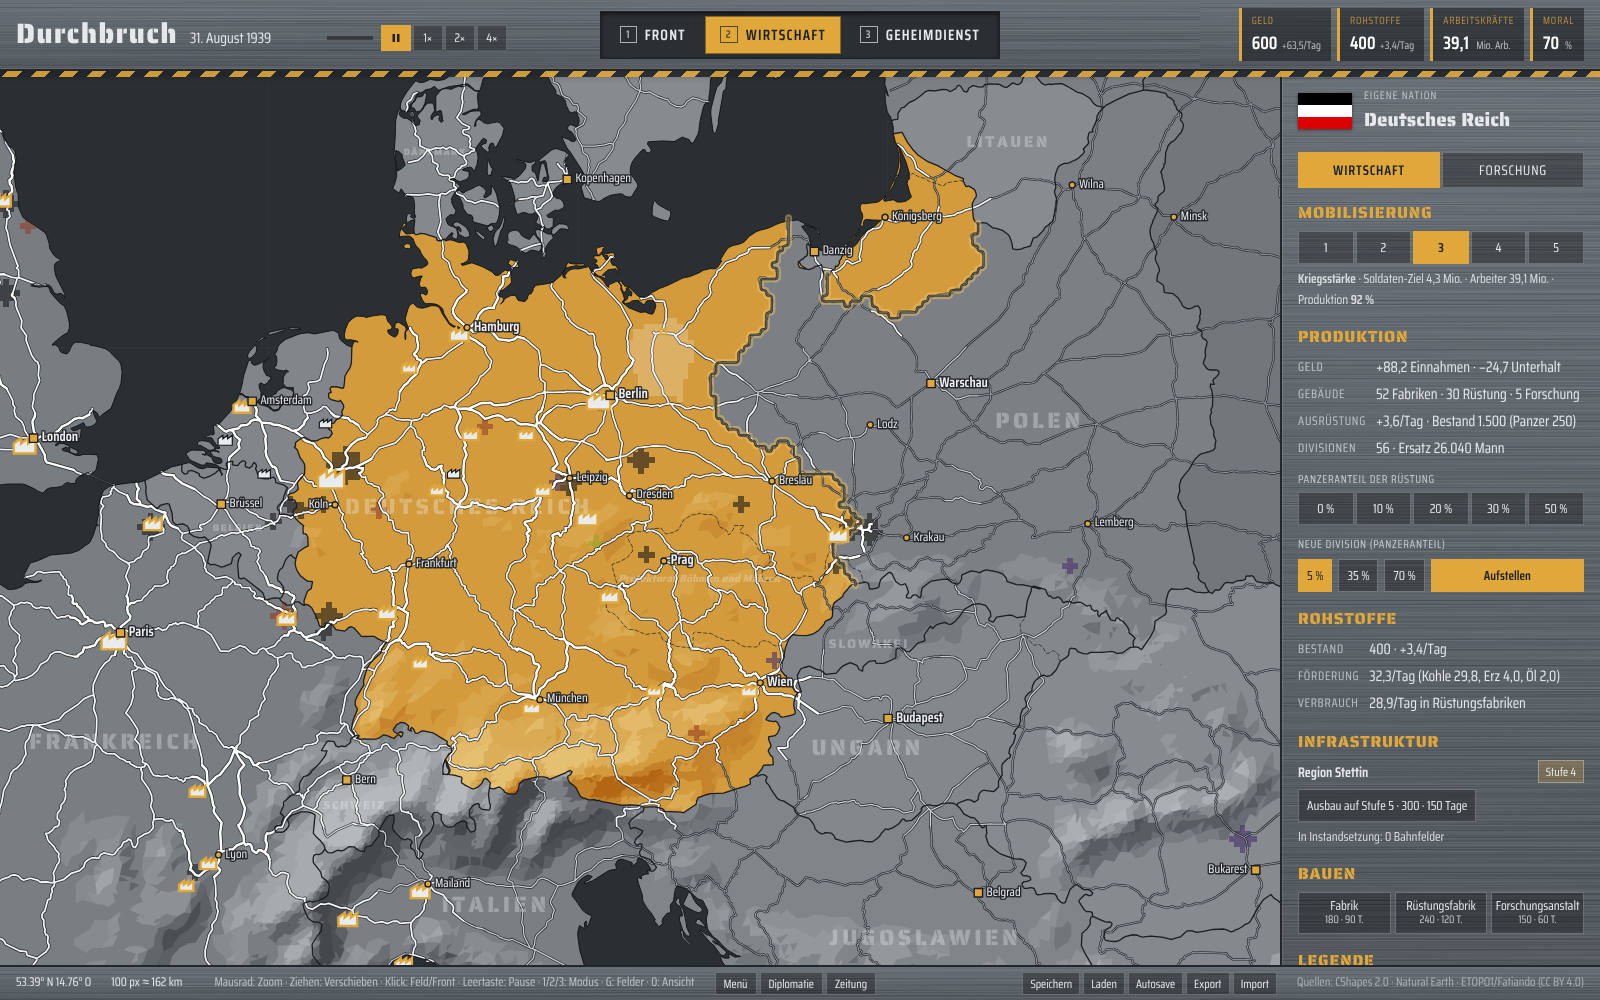 Durchbruch
31. August 1939
1×
2×
4×
1 FRONT
2 WIRTSCHAFT
3 GEHEIMDIENST
GELD
600 +63,5/Tag
ROHSTOFFE
400 +3,4/Tag
ARBEITSKRÄFTE
39,1 Mio. Arb.
MORAL
70 %
DÄNEMARK
Kopenhagen
LITAUEN
Wilna
Minsk
Königsberg
Danzig
Hamburg
Berlin
Amsterdam
Warschau
POLEN
Lodz
London
Leipzig
Dresden
Breslau
Brüssel
BELGIEN
Köln
DEUTSCHES REICH
Lemberg
Krakau
Frankfurt
Prag
Protektorat Böhmen und Mähren
Paris
SLOWAKEI
München
Wien
Budapest
FRANKREICH
UNGARN
Bern
SCHWEIZ
Lyon
Mailand
ITALIEN
Bukarest
Belgrad
JUGOSLAWIEN
EIGENE NATION
Deutsches Reich
WIRTSCHAFT
FORSCHUNG
MOBILISIERUNG
1 2 3 4 5
Kriegsstärke · Soldaten-Ziel 4,3 Mio. · Arbeiter 39,1 Mio. ·
Produktion 92 %
PRODUKTION
GELD +88,2 Einnahmen · −24,7 Unterhalt
GEBÄUDE 52 Fabriken · 30 Rüstung · 5 Forschung
AUSRÜSTUNG +3,6/Tag · Bestand 1.500 (Panzer 250)
DIVISIONEN 56 · Ersatz 26.040 Mann
PANZERANTEIL DER RÜSTUNG
0 % 10 % 20 % 30 % 50 %
NEUE DIVISION (PANZERANTEIL)
5 % 35 % 70 % Aufstellen
ROHSTOFFE
BESTAND 400 · +3,4/Tag
FÖRDERUNG 32,3/Tag (Kohle 29,8, Erz 4,0, Öl 2,0)
VERBRAUCH 28,9/Tag in Rüstungsfabriken
INFRASTRUKTUR
Region Stettin Stufe 4
Ausbau auf Stufe 5 · 300 · 150 Tage
In Instandsetzung: 0 Bahnfelder
BAUEN
Fabrik
180 · 90 T.
Rüstungsfabrik
240 · 120 T.
Forschungsanstalt
150 · 60 T.
LEGENDE
53.39° N 14.76° O
100 px ≈ 162 km
Mausrad: Zoom · Ziehen: Verschieben · Klick: Feld/Front · Leertaste: Pause · 1/2/3: Modus · G: Felder · O: Ansicht
Menü
Diplomatie
Zeitung
Speichern
Laden
Autosave
Export
Import
Quellen: CShapes 2.0 · Natural Earth · ETOPO1/Fatiando (CC BY 4.0)